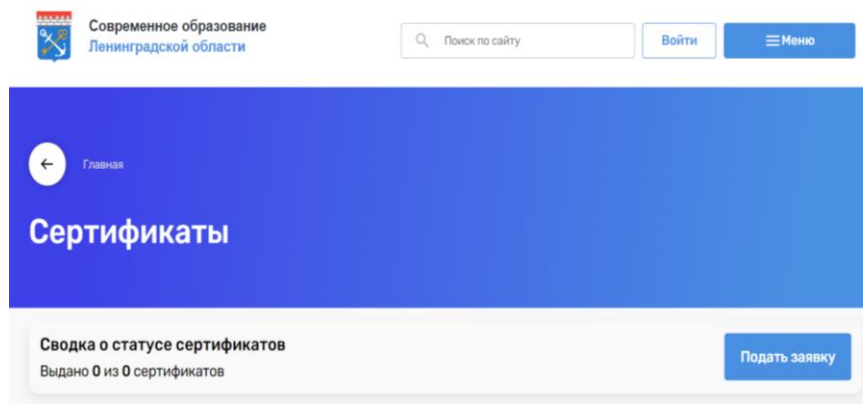 Современное образование
Ленинградской области
Поиск по сайту
Войти
Меню
Главная
Сертификаты
Сводка о статусе сертификатов
Выдано 0 из 0 сертификатов
Подать заявку